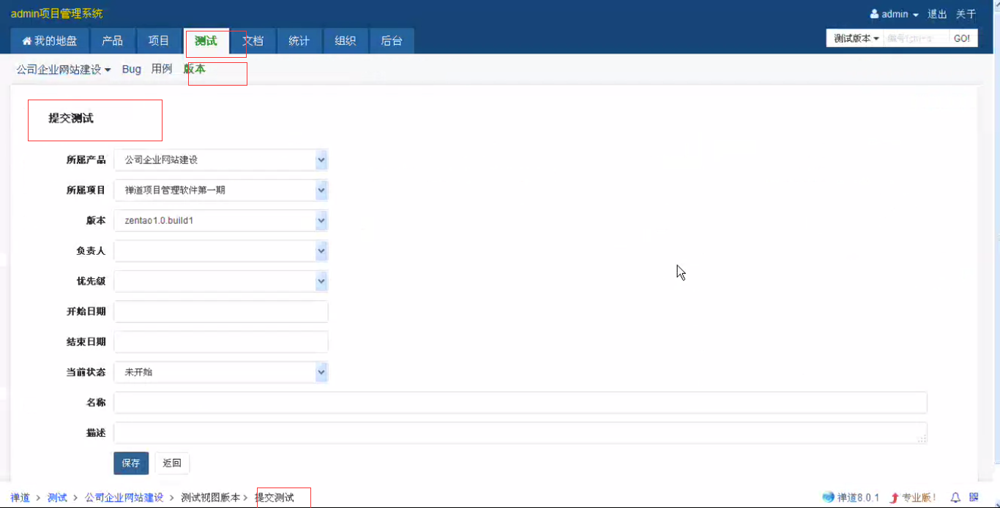 admin项目管理系统
admin 退出 关于
我的地盘 产品 项目 测试 文档 统计 组织 后台
测试版本 GO!
公司企业网站建设 Bug 用例 版本
提交测试
所属产品 公司企业网站建设
所属项目 禅道项目管理软件第一期
版本 zentao1.0.build1
负责人
优先级
开始日期
结束日期
当前状态 未开始
名称
描述
保存 返回
禅道 > 测试 > 公司企业网站建设 > 测试视图版本 > 提交测试 禅道8.0.1 专业版!